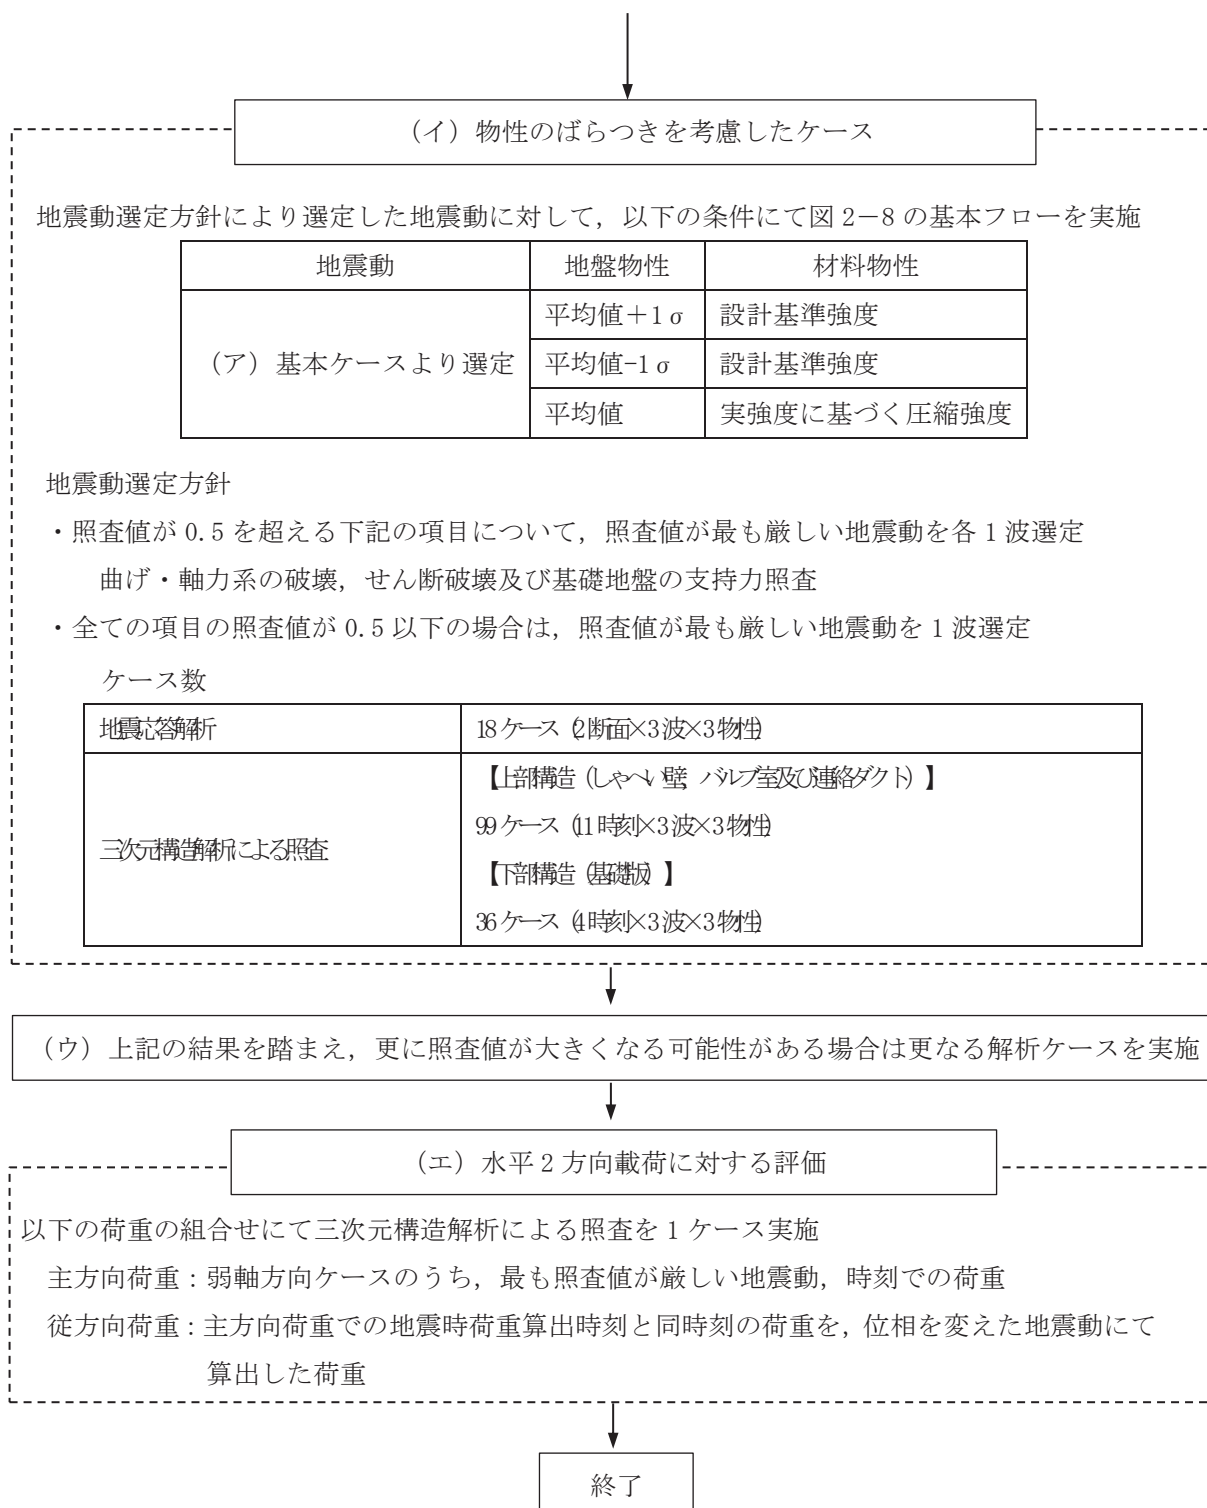 （イ）物性のばらつきを考慮したケース
地震動選定方針により選定した地震動に対して，以下の条件にて図 2－8 の基本フローを実施
地震動 地盤物性 材料物性
（ア）基本ケースより選定
平均値＋1σ 設計基準強度
平均値-1σ 設計基準強度
平均値 実強度に基づく圧縮強度
地震動選定方針
・照査値が 0.5 を超える下記の項目について，照査値が最も厳しい地震動を各 1 波選定
曲げ・軸力系の破壊，せん断破壊及び基礎地盤の支持力照査
・全ての項目の照査値が 0.5 以下の場合は，照査値が最も厳しい地震動を 1 波選定
ケース数
地震応答解析 18ケース（2断面×3波×3物性）
三次元構造解析による照査
【上部構造（しゃへい壁，バルブ室及び連絡ダクト）】
99ケース（11時刻×3波×3物性）
【下部構造（基礎版）】
36ケース（4時刻×3波×3物性）
（ウ）上記の結果を踏まえ，更に照査値が大きくなる可能性がある場合は更なる解析ケースを実施
（エ）水平 2 方向載荷に対する評価
以下の荷重の組合せにて三次元構造解析による照査を 1 ケース実施
主方向荷重：弱軸方向ケースのうち，最も照査値が厳しい地震動，時刻での荷重
従方向荷重：主方向荷重での地震時荷重算出時刻と同時刻の荷重を，位相を変えた地震動にて
算出した荷重
終了